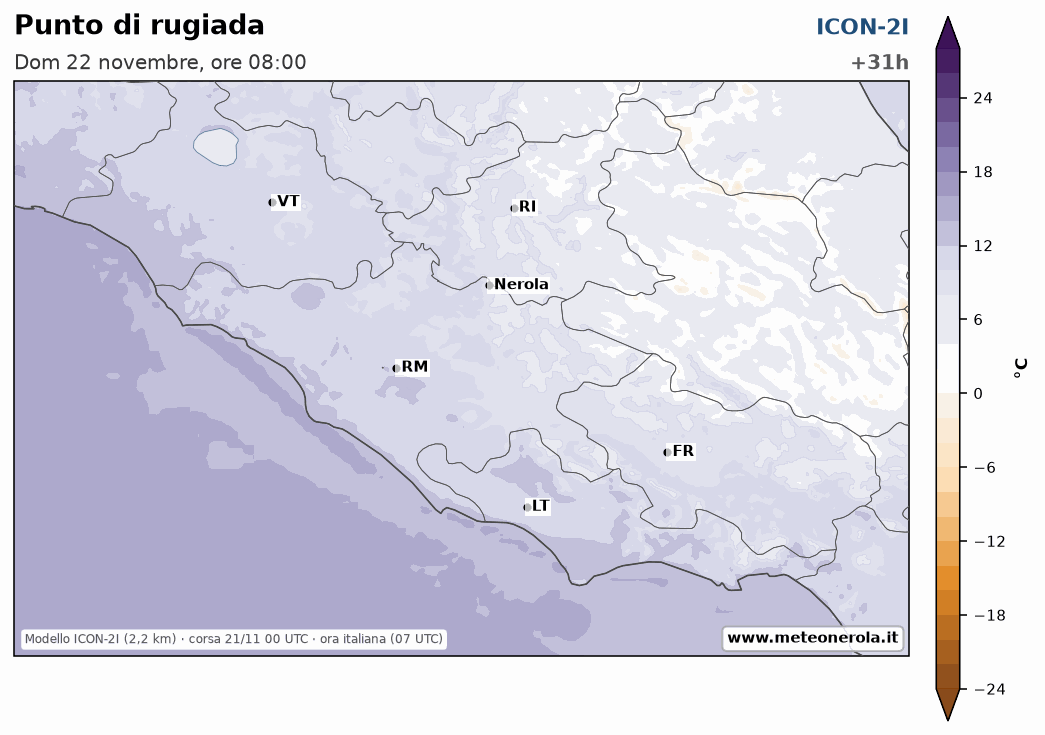 Punto di rugiada
ICON-2I
Dom 22 novembre, ore 08:00
+31h
24
18
12
6
0
−6
−12
−18
−24
°C
VT
RI
Nerola
RM
FR
LT
Modello ICON-2I (2,2 km) · corsa 21/11 00 UTC · ora italiana (07 UTC)
www.meteonerola.it